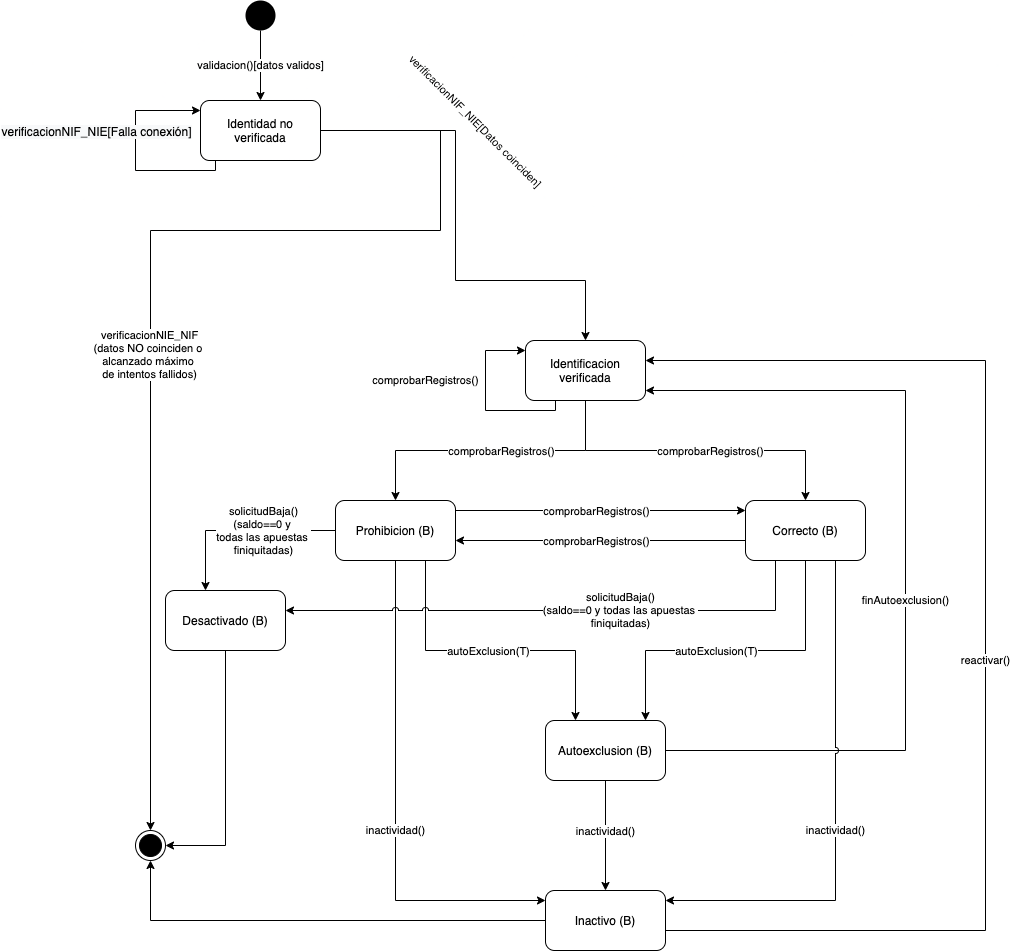 validacion()[datos validos]
verificacionNIF_NIE[Datos coinciden]
Identidad no
verificada
verificacionNIF_NIE[Falla conexión]
verificacionNIE_NIF
(datos NO coinciden o
alcanzado máximo
de intentos fallidos)
Identificacion
verificada
comprobarRegistros()
comprobarRegistros()
comprobarRegistros()
solicitudBaja()
(saldo==0 y
todas las apuestas
finiquitadas)
Prohibicion (B)
comprobarRegistros()
comprobarRegistros()
Correcto (B)
Desactivado (B)
solicitudBaja()
(saldo==0 y todas las apuestas
finiquitadas)
finAutoexclusion()
autoExclusion(T)
autoExclusion(T)
reactivar()
Autoexclusion (B)
inactividad()
inactividad()
inactividad()
Inactivo (B)